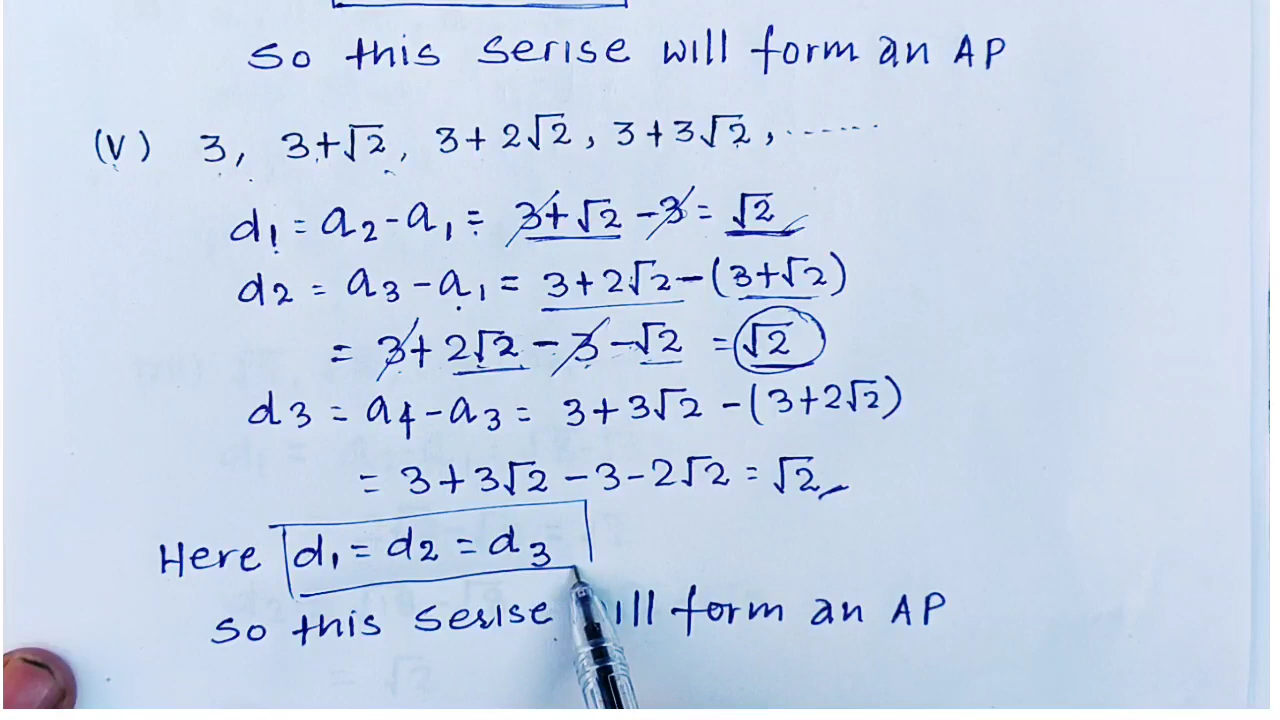 So this Serise will form an AP
(V) 3, 3+√2, 3+2√2, 3+3√2, ......
d1 = a2-a1 = 3+√2 -3 = √2
d2 = a3-a1 = 3+2√2-(3+√2)
= 3+2√2-3-√2 = √2
d3 = a4-a3 = 3+3√2-(3+2√2)
= 3+3√2-3-2√2 = √2
Here d1 = d2 = d3
So this Serise will form an AP